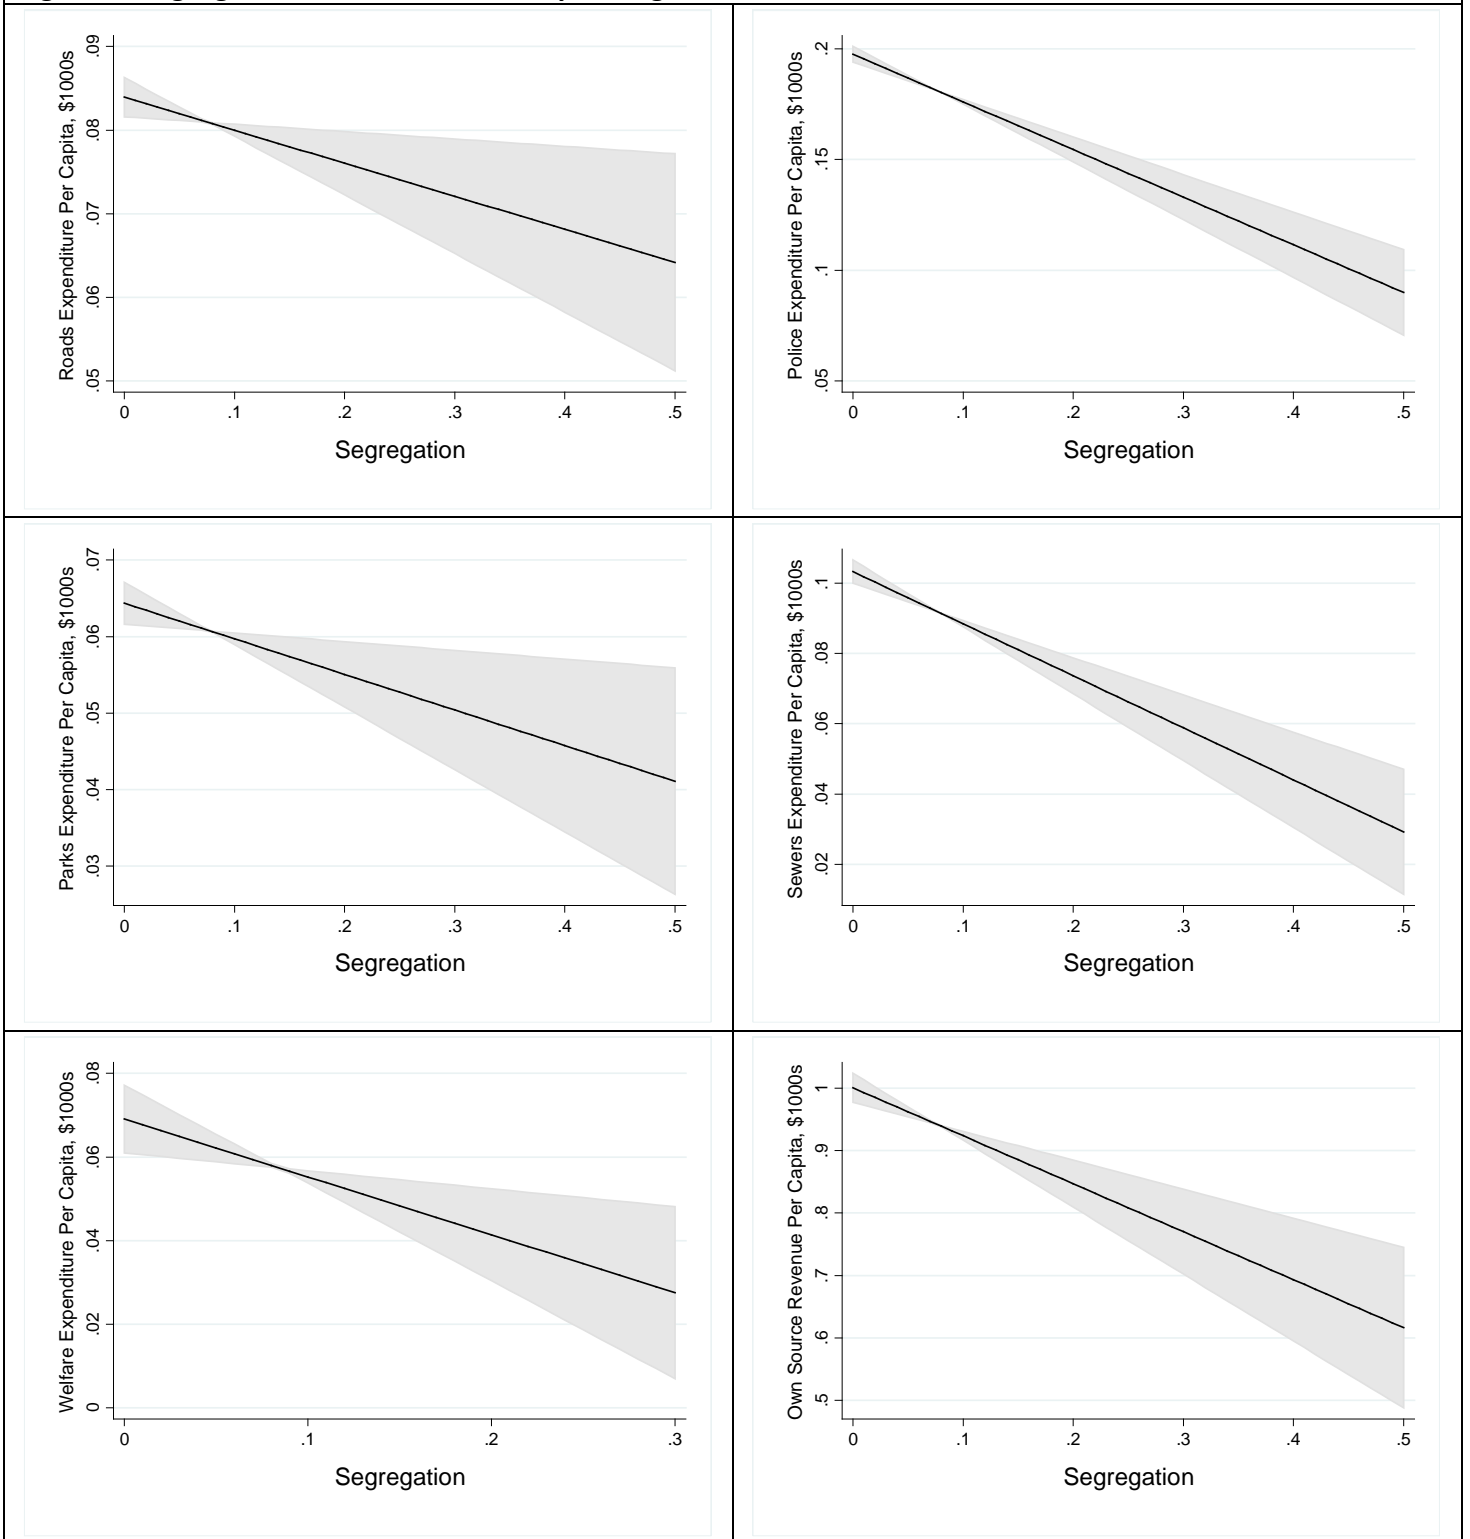 Roads Expenditure Per Capita, $1000s
.09
.08
.07
.06
.05
0 .1 .2 .3 .4 .5
Segregation
Police Expenditure Per Capita, $1000s
.2
.15
.1
.05
0 .1 .2 .3 .4 .5
Segregation
Parks Expenditure Per Capita, $1000s
.07
.06
.05
.04
.03
0 .1 .2 .3 .4 .5
Segregation
Sewers Expenditure Per Capita, $1000s
.1
.08
.06
.04
.02
0 .1 .2 .3 .4 .5
Segregation
Welfare Expenditure Per Capita, $1000s
.08
.06
.04
.02
0
0 .1 .2 .3
Segregation
Own Source Revenue Per Capita, $1000s
1
.9
.8
.7
.6
.5
0 .1 .2 .3 .4 .5
Segregation